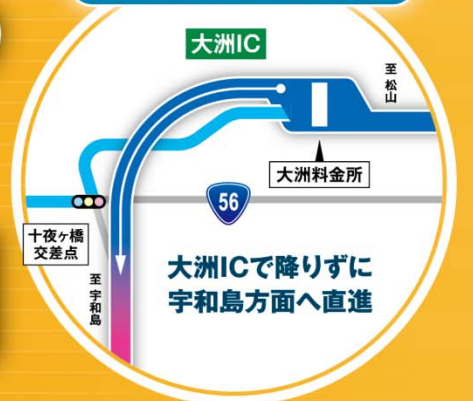 大洲IC
至 松山
大洲料金所
56
十夜ヶ橋
交差点
至 宇和島
大洲ICで降りずに
宇和島方面へ直進